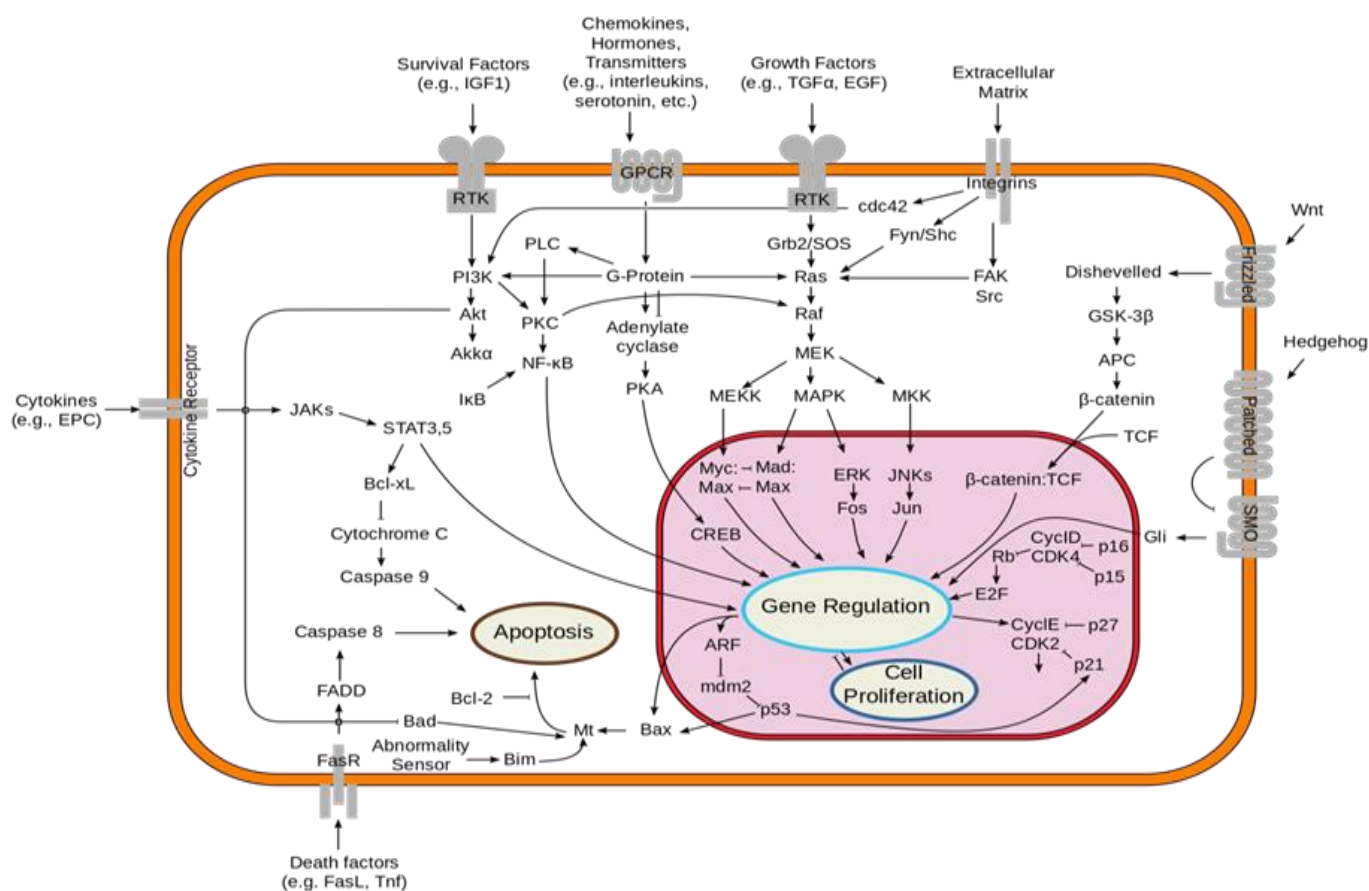 Chemokines,
Hormones,
Transmitters
(e.g., interleukins,
serotonin, etc.)
Survival Factors
(e.g., IGF1)
Growth Factors
(e.g., TGFα, EGF)
Extracellular
Matrix
RTK
GPCR
RTK
Integrins
cdc42
Wnt
PLC
Grb2/SOS
Fyn/Shc
Frizzled
PI3K
G-Protein
Ras
FAK
Src
Dishevelled
Akt
PKC
Adenylate
cyclase
Raf
GSK-3β
Hedgehog
Akkα
NF-κB
MEK
APC
Cytokines
(e.g., EPC)
Cytokine Receptor
JAKs
IκB
PKA
MEKK
MAPK
MKK
β-catenin
Patched
STAT3,5
TCF
Bcl-xL
Myc:
Max
Mad:
Max
ERK
JNKs
β-catenin:TCF
Cytochrome C
CREB
Fos
Jun
SMO
Gli
CyclD
CDK4
p16
Rb
p15
Caspase 9
E2F
Gene Regulation
Caspase 8
Apoptosis
ARF
CyclE
CDK2
p27
p21
FADD
Bcl-2
mdm2
Cell
Proliferation
p53
Bad
Mt
Bax
FasR
Abnormality
Sensor
Bim
Death factors
(e.g. FasL, Tnf)